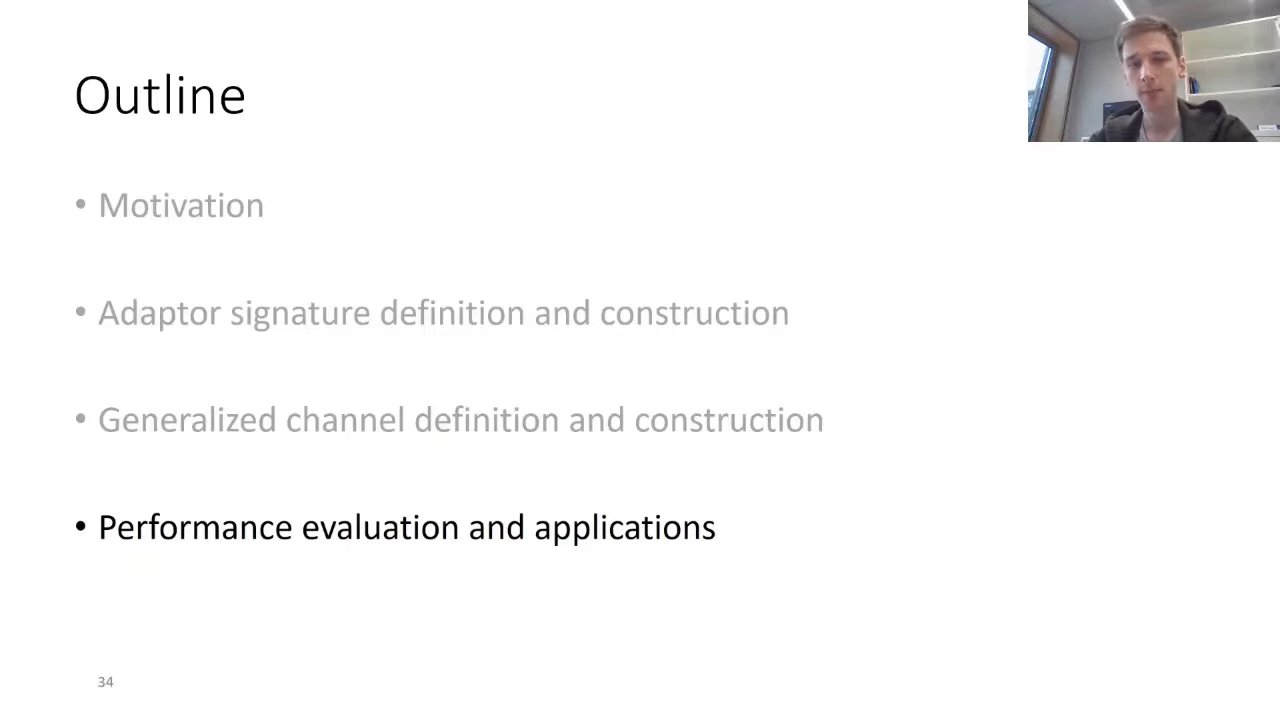 Outline
• Motivation
• Adaptor signature definition and construction
• Generalized channel definition and construction
• Performance evaluation and applications
34